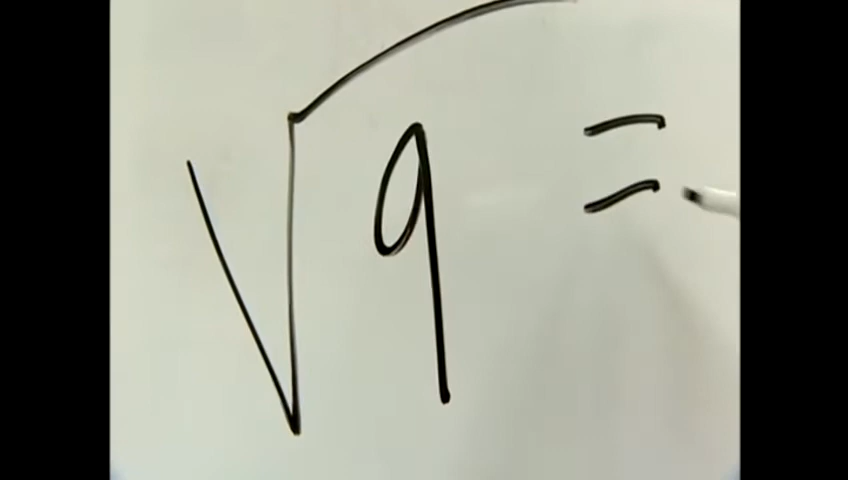 √9 =